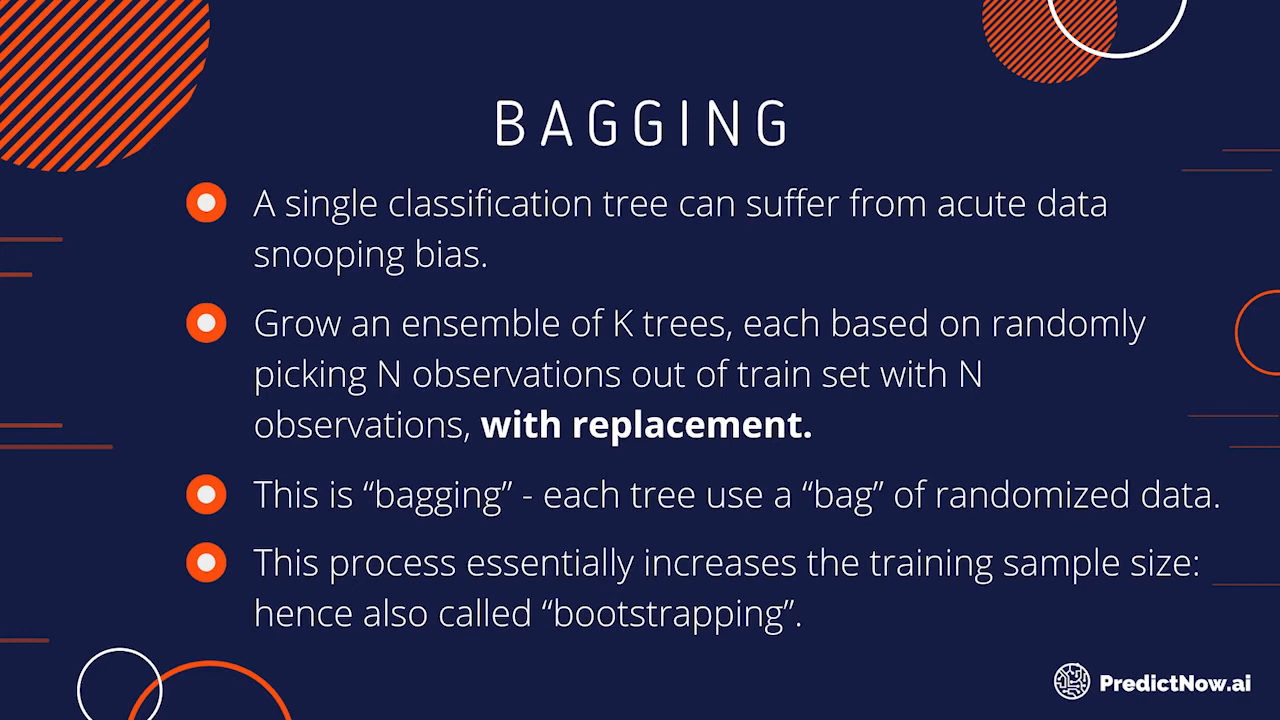 BAGGING
A single classification tree can suffer from acute data
snooping bias.
Grow an ensemble of K trees, each based on randomly
picking N observations out of train set with N
observations, with replacement.
This is “bagging” - each tree use a “bag” of randomized data.
This process essentially increases the training sample size:
hence also called “bootstrapping”.
PredictNow.ai